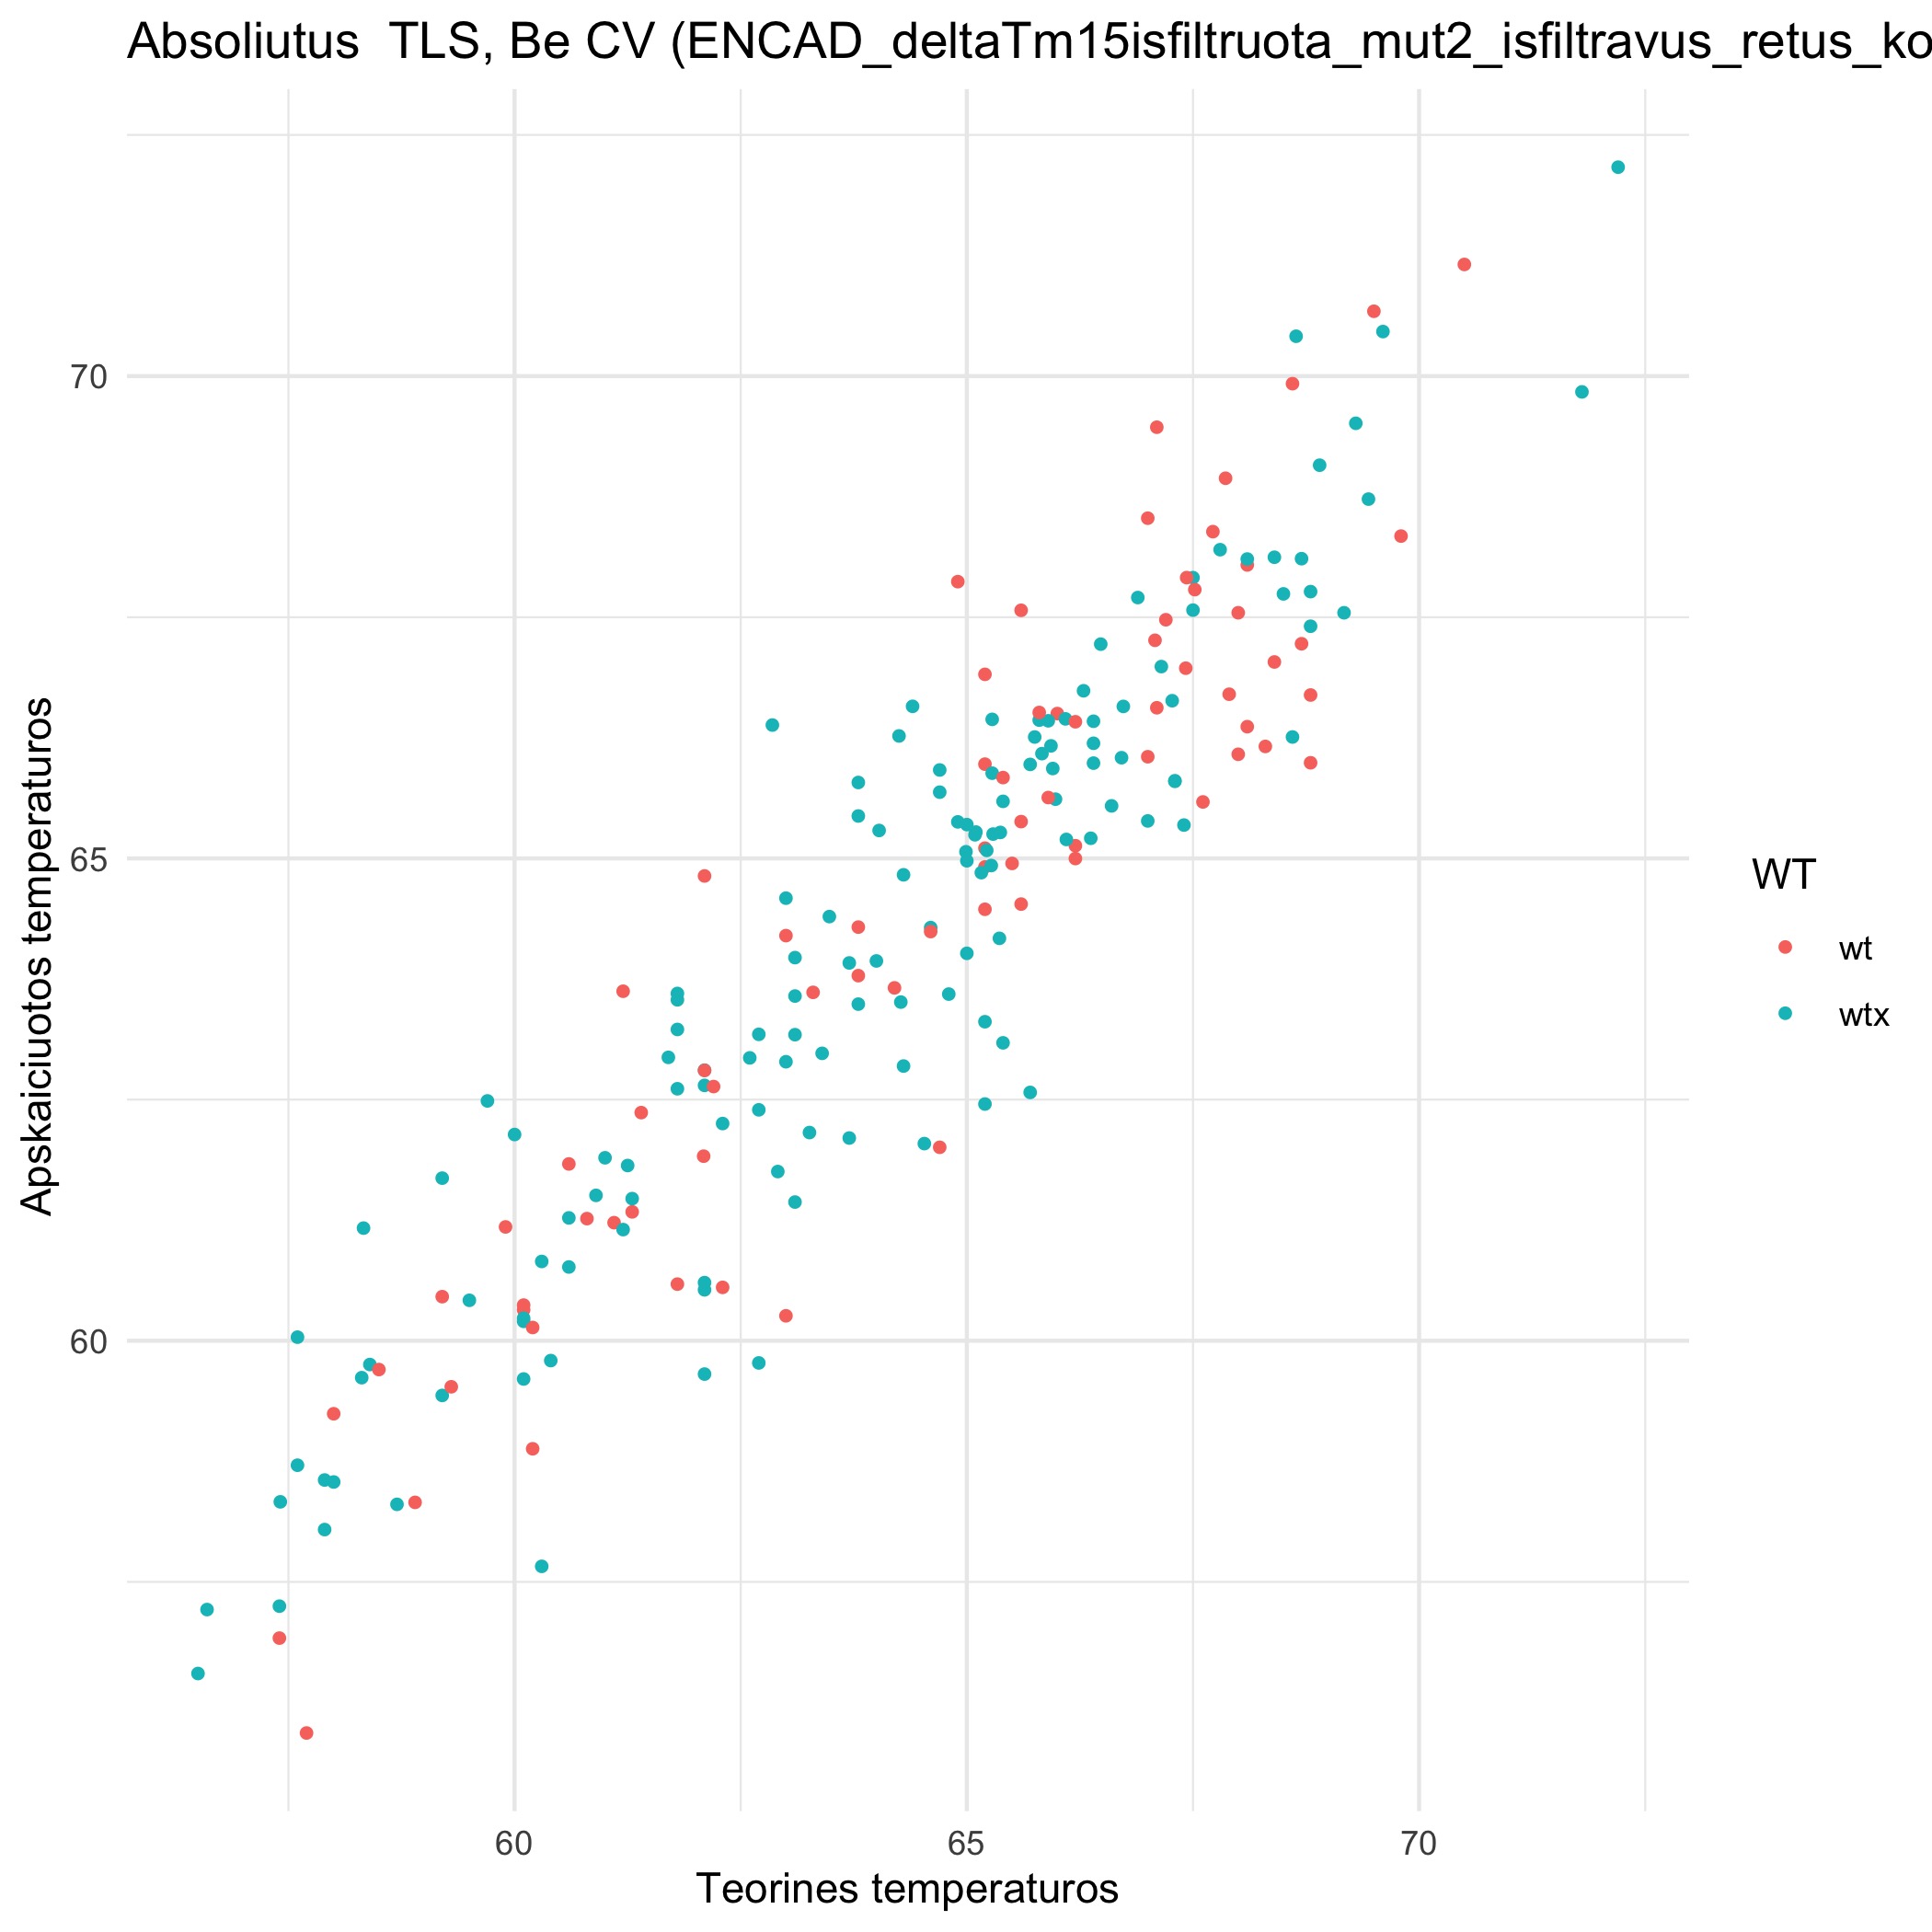 Absoliutus  TLS, Be CV (ENCAD_deltaTm15isfiltruota_mut2_isfiltravus_retus_ko
70
65
60
Apskaiciuotos temperaturos
60
65
70
Teorines temperaturos
WT
wt
wtx